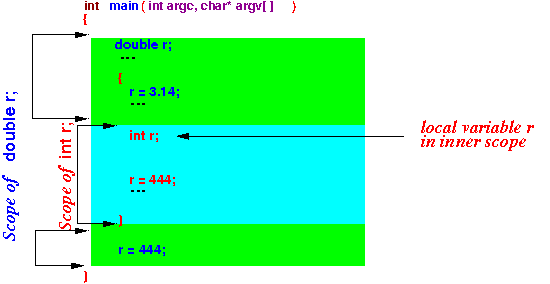 int main ( int argc, char* argv[ ] )
{
double r;
...
{
r = 3.14;
...
int r;
local variable r
in inner scope
r = 444;
...
}
r = 444;
}
Scope of double r;
Scope of int r;